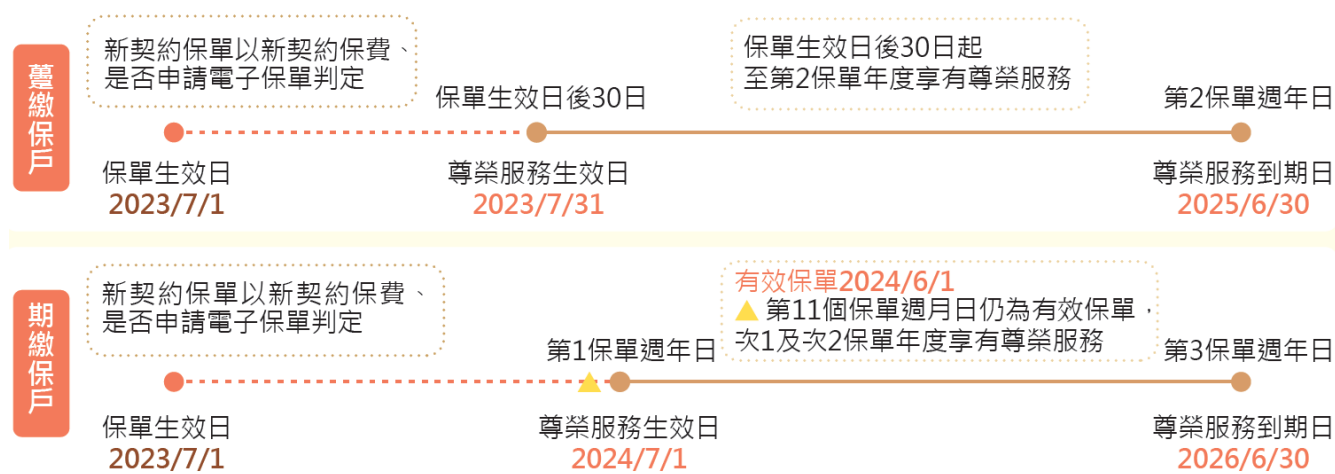 躉繳保戶
新契約保單以新契約保費、
是否申請電子保單判定
保單生效日後30日起
至第2保單年度享有尊榮服務
保單生效日後30日
第2保單週年日
保單生效日
2023/7/1
尊榮服務生效日
2023/7/31
尊榮服務到期日
2025/6/30
期繳保戶
新契約保單以新契約保費、
是否申請電子保單判定
有效保單2024/6/1
第11個保單週月日仍為有效保單，
次1及次2保單年度享有尊榮服務
第1保單週年日
第3保單週年日
保單生效日
2023/7/1
尊榮服務生效日
2024/7/1
尊榮服務到期日
2026/6/30